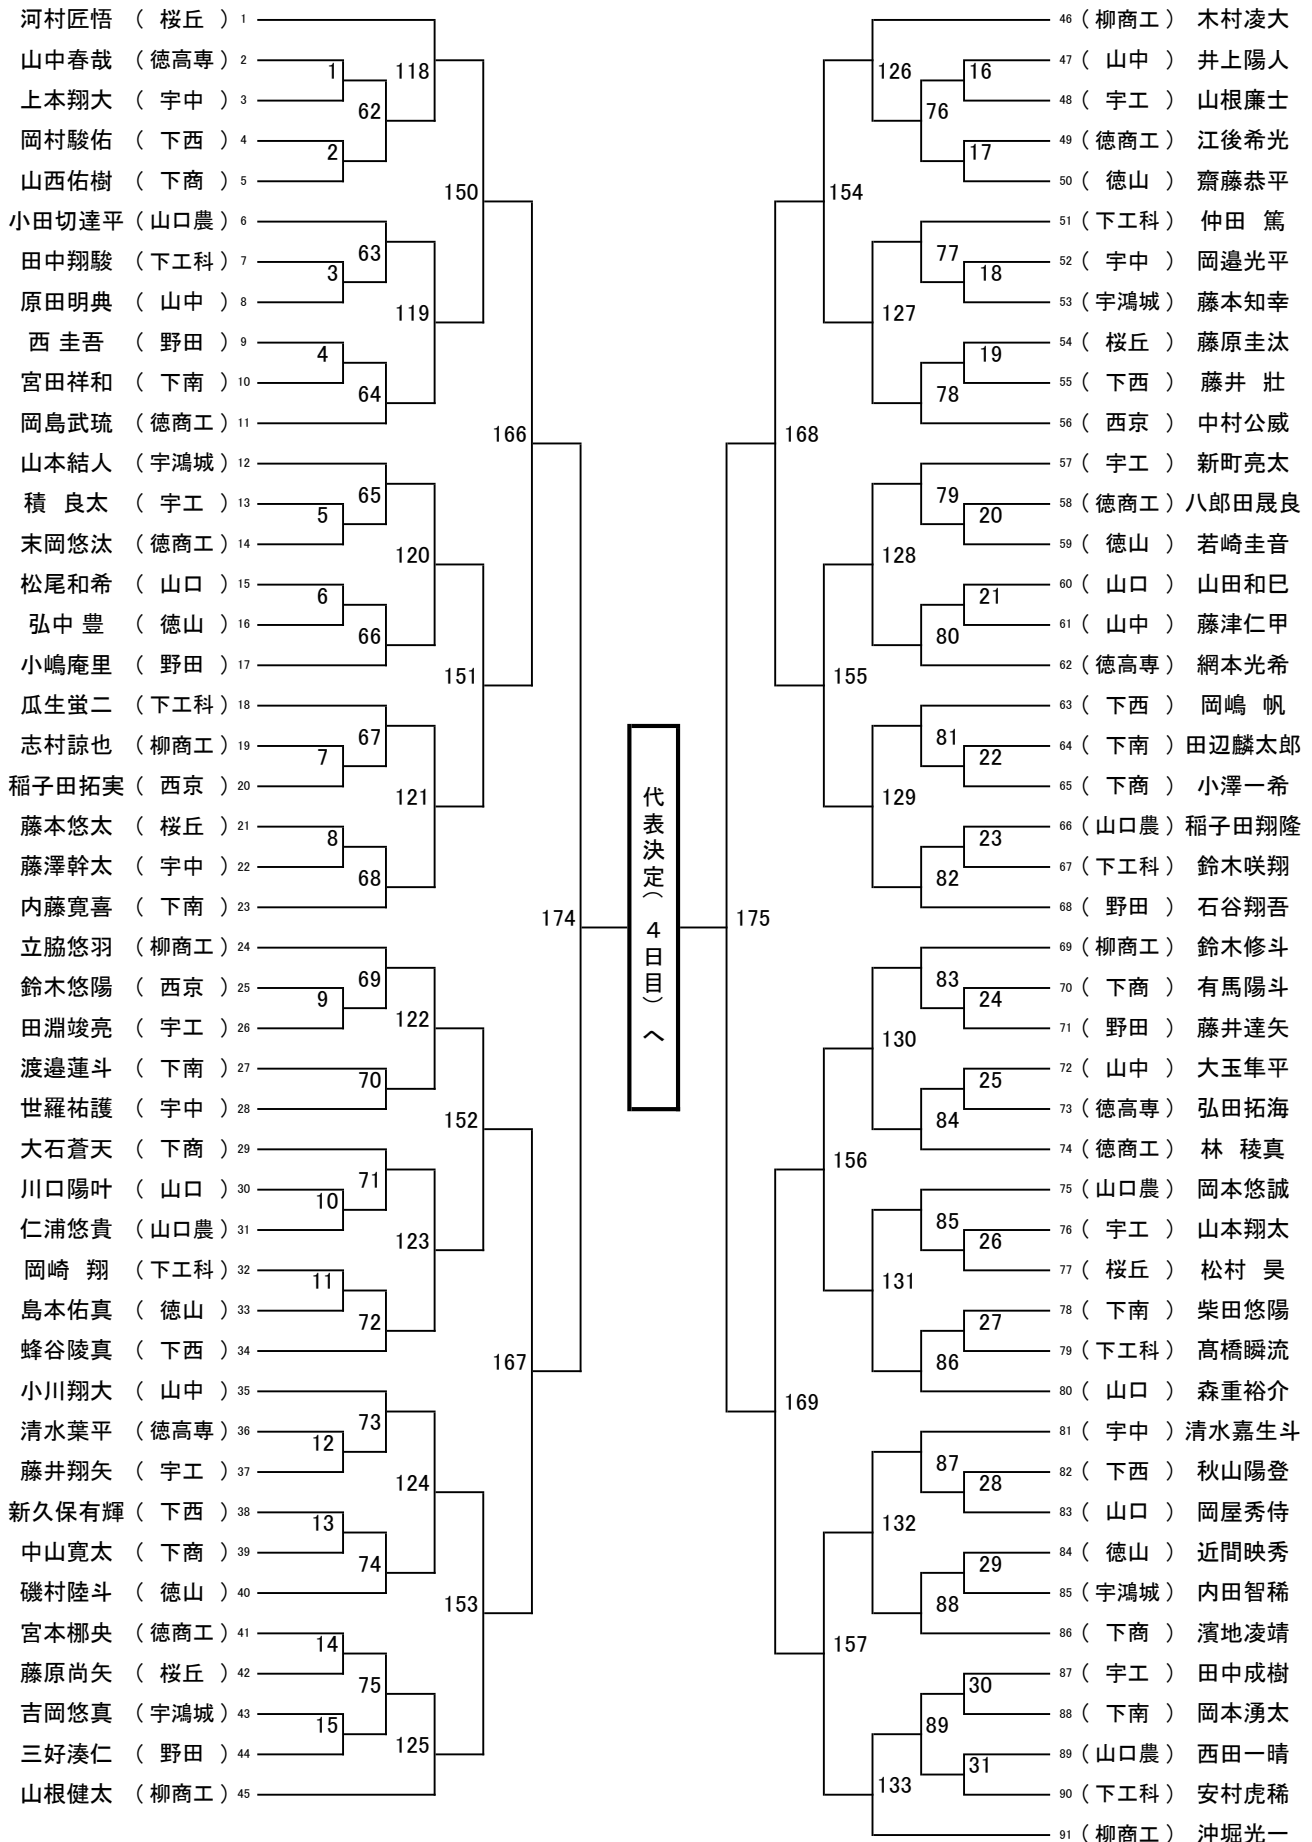 河村匠悟 （ 桜丘 ） 1
山中春哉 （ 徳高専 ） 2
上本翔大 （ 宇中 ） 3
岡村駿佑 （ 下西 ） 4
山西佑樹 （ 下商 ） 5
小田切達平 （ 山口農 ） 6
田中翔駿 （ 下工科 ） 7
原田明典 （ 山中 ） 8
西 圭吾 （ 野田 ） 9
宮田祥和 （ 下南 ） 10
岡島武琉 （ 徳商工 ） 11
山本結人 （ 宇鴻城 ） 12
積 良太 （ 宇工 ） 13
末岡悠汰 （ 徳商工 ） 14
松尾和希 （ 山口 ） 15
弘中 豊 （ 徳山 ） 16
小嶋庵里 （ 野田 ） 17
瓜生蛍二 （ 下工科 ） 18
志村諒也 （ 柳商工 ） 19
稲子田拓実 （ 西京 ） 20
藤本悠太 （ 桜丘 ） 21
藤澤幹太 （ 宇中 ） 22
内藤寛喜 （ 下南 ） 23
立脇悠羽 （ 柳商工 ） 24
鈴木悠陽 （ 西京 ） 25
田淵竣亮 （ 宇工 ） 26
渡邉蓮斗 （ 下南 ） 27
世羅祐護 （ 宇中 ） 28
大石蒼天 （ 下商 ） 29
川口陽叶 （ 山口 ） 30
仁浦悠貴 （ 山口農 ） 31
岡崎 翔 （ 下工科 ） 32
島本佑真 （ 徳山 ） 33
蜂谷陵真 （ 下西 ） 34
小川翔大 （ 山中 ） 35
清水葉平 （ 徳高専 ） 36
藤井翔矢 （ 宇工 ） 37
新久保有輝 （ 下西 ） 38
中山寛太 （ 下商 ） 39
磯村陸斗 （ 徳山 ） 40
宮本梛央 （ 徳商工 ） 41
藤原尚矢 （ 桜丘 ） 42
吉岡悠真 （ 宇鴻城 ） 43
三好湊仁 （ 野田 ） 44
山根健太 （ 柳商工 ） 45
1
2
3
4
5
6
7
8
9
10
11
12
13
14
15
62
63
64
65
66
67
68
69
70
71
72
73
74
75
118
119
120
121
122
123
124
125
150
151
152
153
166
167
174
代表決定（４日目）へ
175
168
169
154
155
156
157
126
127
128
129
130
131
132
133
76
77
78
79
80
81
82
83
84
85
86
87
88
89
16
17
18
19
20
21
22
23
24
25
26
27
28
29
30
31
46 （ 柳商工 ） 木村凌大
47 （ 山中 ） 井上陽人
48 （ 宇工 ） 山根廉士
49 （ 徳商工 ） 江後希光
50 （ 徳山 ） 齋藤恭平
51 （ 下工科 ） 仲田 篤
52 （ 宇中 ） 岡邉光平
53 （ 宇鴻城 ） 藤本知幸
54 （ 桜丘 ） 藤原圭汰
55 （ 下西 ） 藤井 壯
56 （ 西京 ） 中村公威
57 （ 宇工 ） 新町亮太
58 （ 徳商工 ） 八郎田晟良
59 （ 徳山 ） 若崎圭音
60 （ 山口 ） 山田和巳
61 （ 山中 ） 藤津仁甲
62 （ 徳高専 ） 網本光希
63 （ 下西 ） 岡嶋 帆
64 （ 下南 ） 田辺麟太郎
65 （ 下商 ） 小澤一希
66 （ 山口農 ） 稲子田翔隆
67 （ 下工科 ） 鈴木咲翔
68 （ 野田 ） 石谷翔吾
69 （ 柳商工 ） 鈴木修斗
70 （ 下商 ） 有馬陽斗
71 （ 野田 ） 藤井達矢
72 （ 山中 ） 大玉隼平
73 （ 徳高専 ） 弘田拓海
74 （ 徳商工 ） 林 稜真
75 （ 山口農 ） 岡本悠誠
76 （ 宇工 ） 山本翔太
77 （ 桜丘 ） 松村 昊
78 （ 下南 ） 柴田悠陽
79 （ 下工科 ） 髙橋瞬流
80 （ 山口 ） 森重裕介
81 （ 宇中 ） 清水嘉生斗
82 （ 下西 ） 秋山陽登
83 （ 山口 ） 岡屋秀侍
84 （ 徳山 ） 近間映秀
85 （ 宇鴻城 ） 内田智稀
86 （ 下商 ） 濱地凌靖
87 （ 宇工 ） 田中成樹
88 （ 下南 ） 岡本湧太
89 （ 山口農 ） 西田一晴
90 （ 下工科 ） 安村虎稀
91 （ 柳商工 ） 沖堀光一